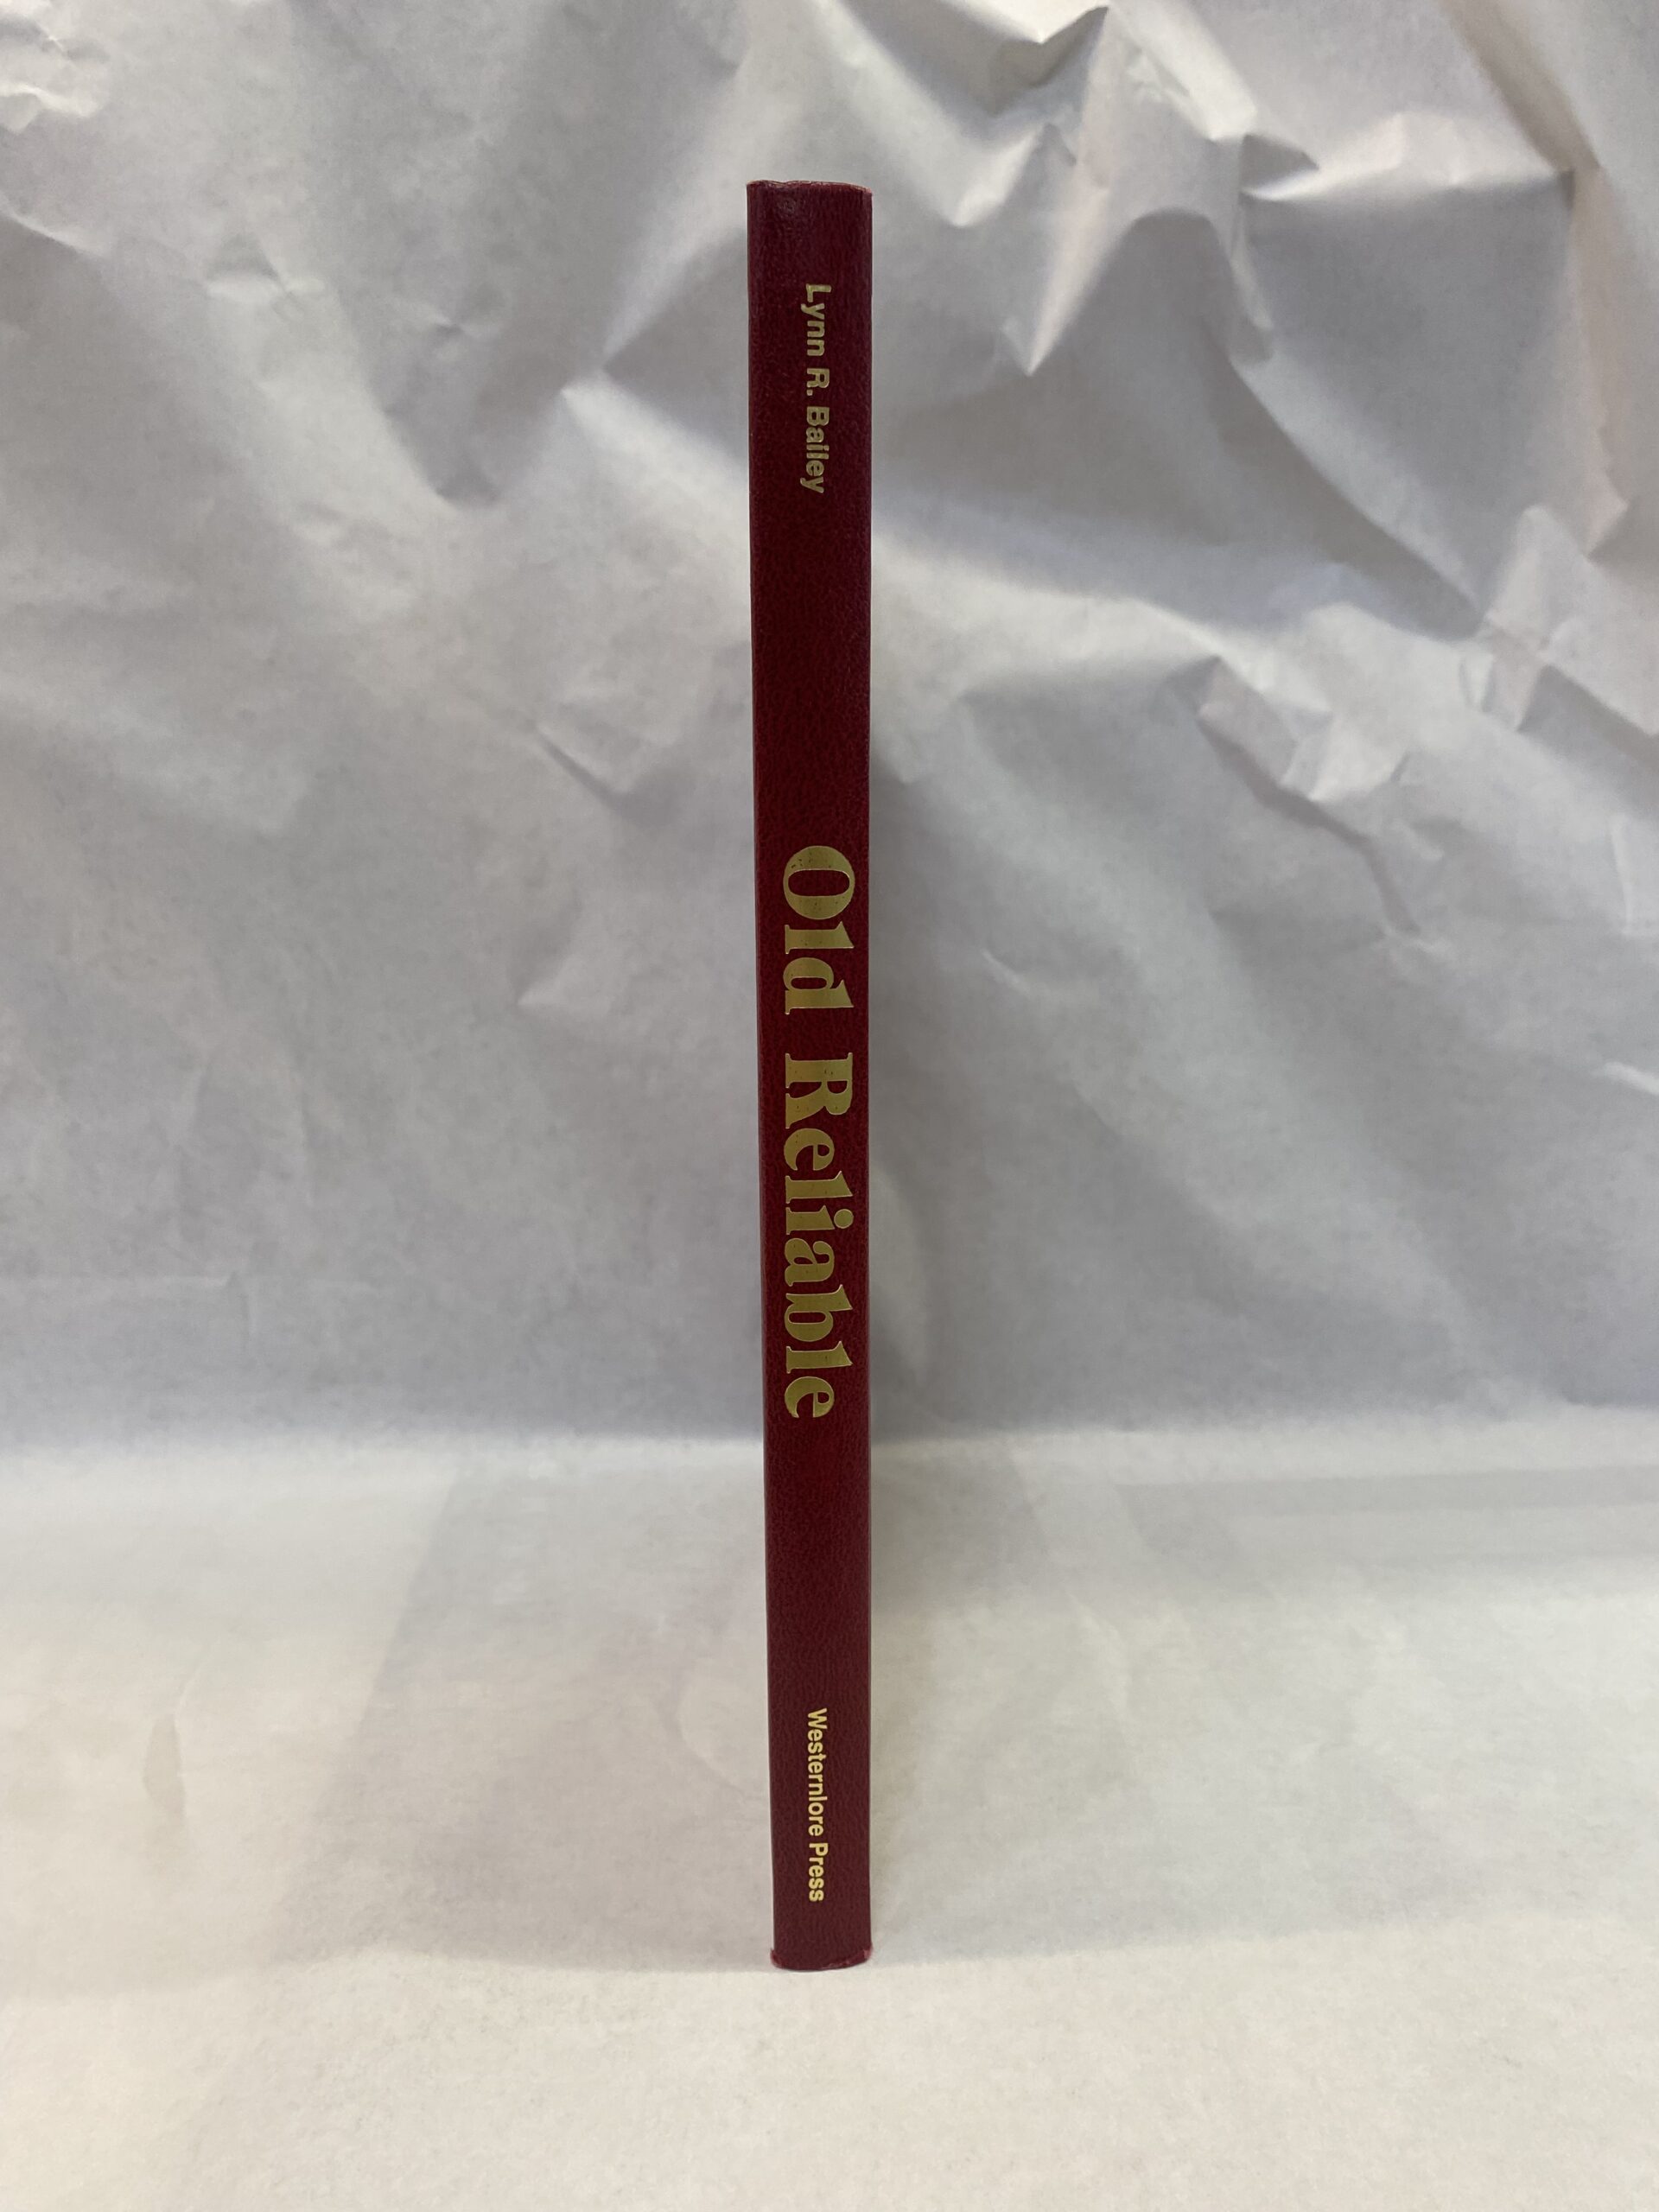 Lynn R. Bailey
Old Reliable
Westernlore Press